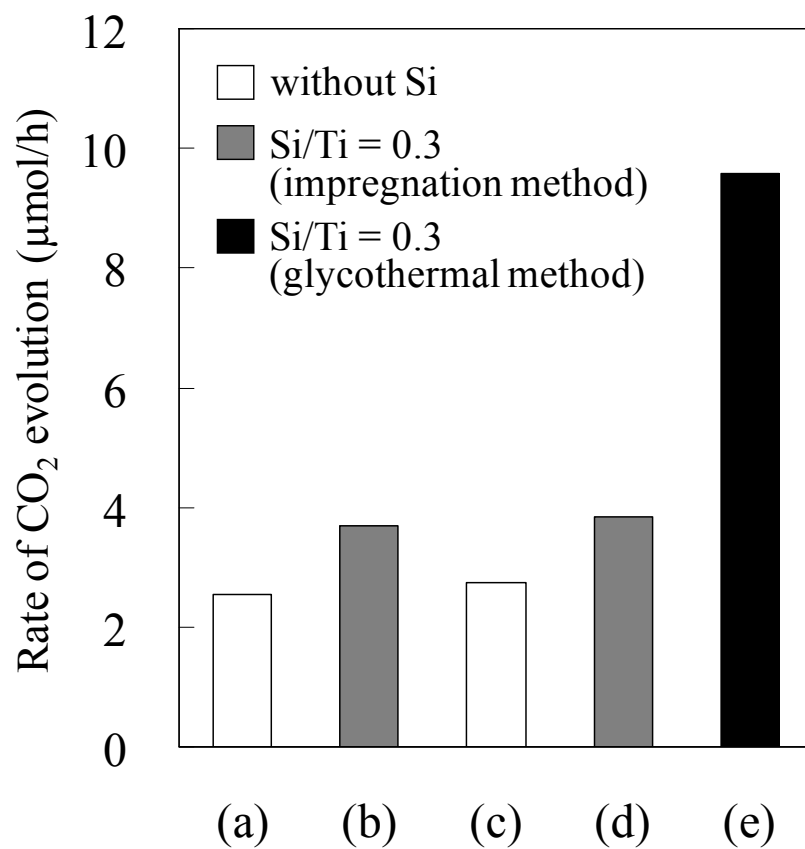 Rate of CO₂ evolution (µmol/h)
12
10
8
6
4
2
0
without Si
Si/Ti = 0.3
(impregnation method)
Si/Ti = 0.3
(glycothermal method)
(a) (b) (c) (d) (e)